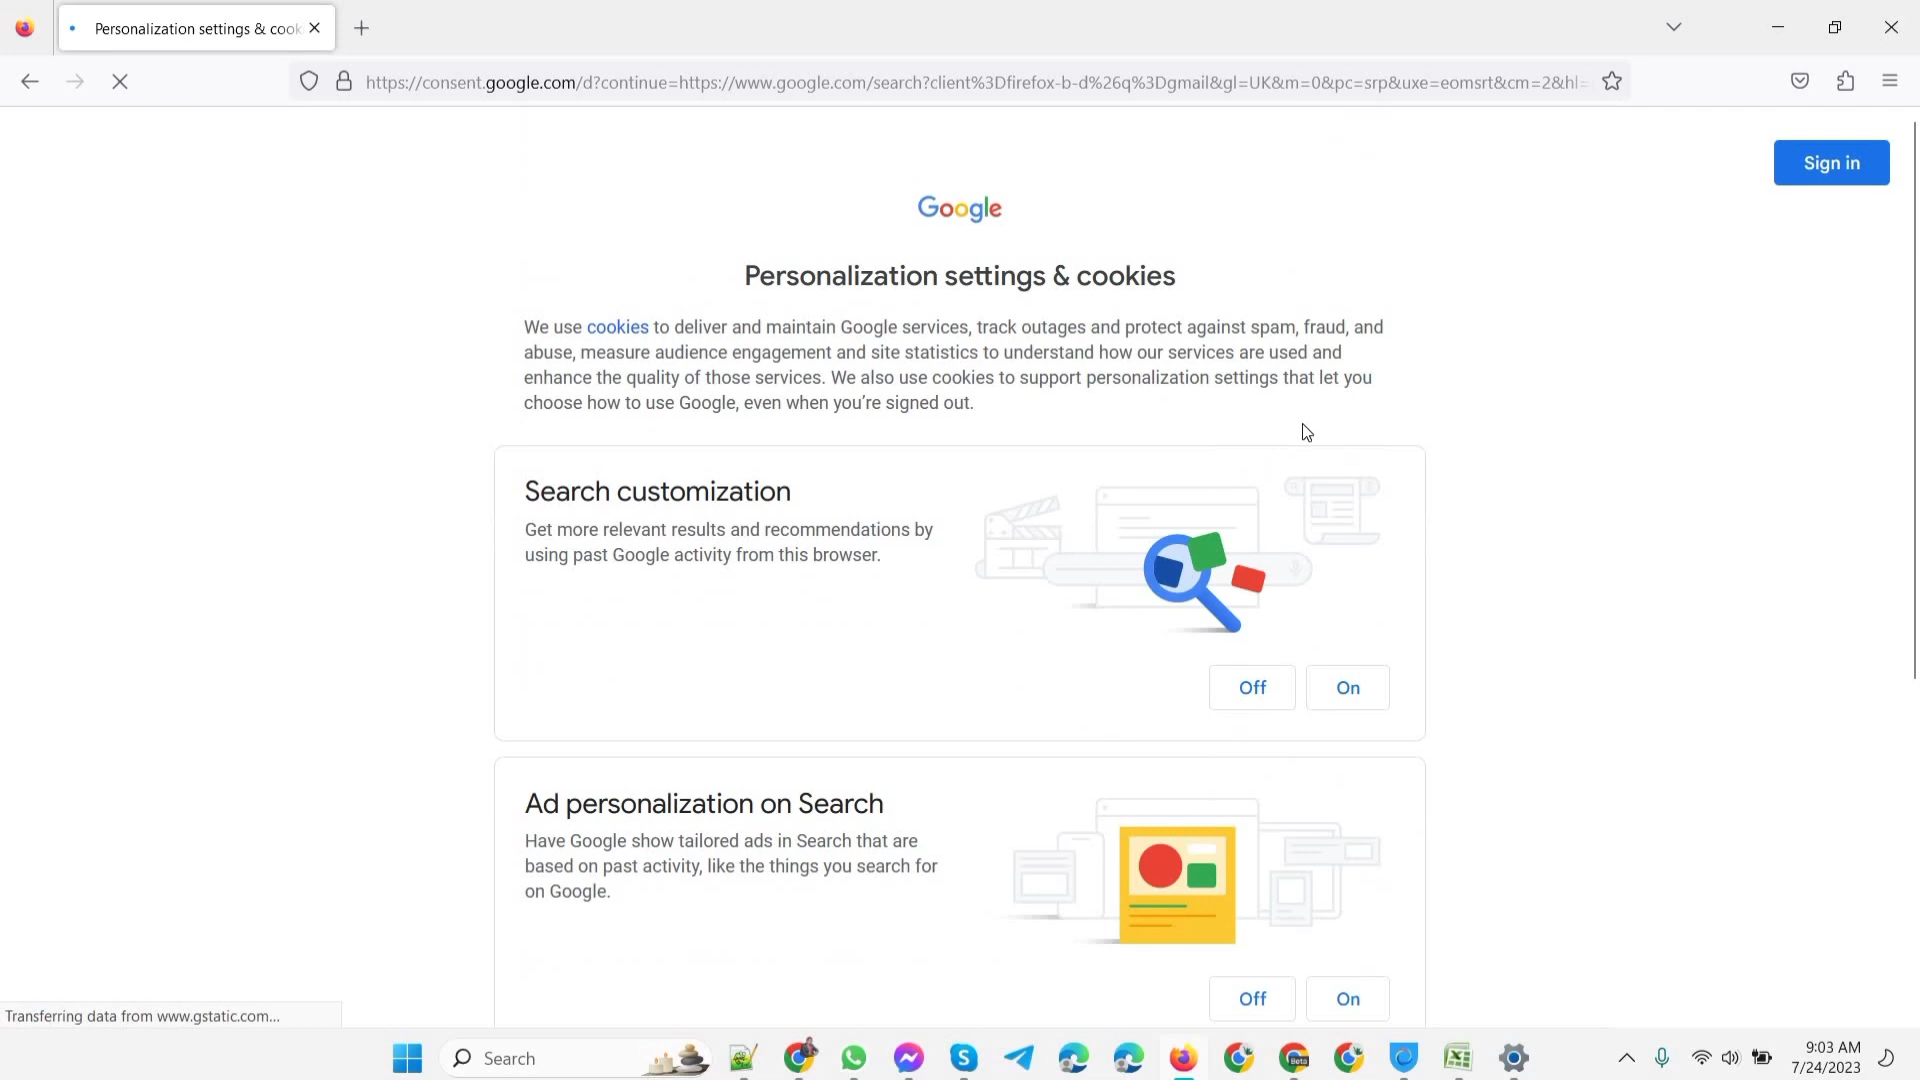 Personalization settings & cook
https://consent.google.com/d?continue=https://www.google.com/search?client%3Dfirefox-b-d%26q%3Dgmail&gl=UK&m=0&pc=srp&uxe=eomsrt&cm=2&hl=
Sign in
Google
Personalization settings & cookies
We use cookies to deliver and maintain Google services, track outages and protect against spam, fraud, and
abuse, measure audience engagement and site statistics to understand how our services are used and
enhance the quality of those services. We also use cookies to support personalization settings that let you
choose how to use Google, even when you're signed out.
Search customization
Get more relevant results and recommendations by
using past Google activity from this browser.
Off
On
Ad personalization on Search
Have Google show tailored ads in Search that are
based on past activity, like the things you search for
on Google.
Off
On
Transferring data from www.gstatic.com...
Search
Beta
9:03 AM
7/24/2023